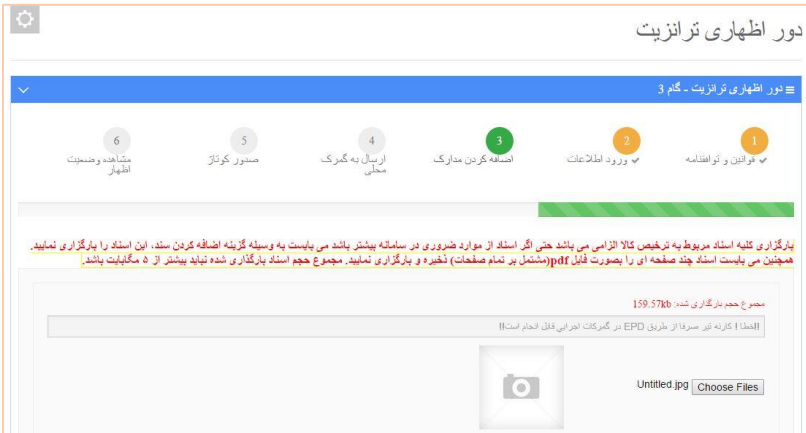 دور اظهاری ترانزیت
دور اظهاری ترانزیت - گام 3
1
2
3
4
5
6
قوانین و توافقنامه
ورود اطلاعات
اضافه کردن مدارک
ارسال به گمرک
محلی
صدور کوتاژ
مشاهده وضعیت
اظهار
بارگزاری کلیه اسناد مربوط به ترخیص کالا الزامی می باشد حتی اگر اسناد از موارد ضروری در سامانه بیشتر باشد می بایست به وسیله گزینه اضافه کردن سند، این اسناد را بارگزاری نمایید.
همچنین می بایست اسناد چند صفحه ای را بصورت فایل pdf(مشتمل بر تمام صفحات) ذخیره و بارگزاری نمایید. مجموع حجم اسناد بارگذاری شده نباید بیشتر از ۵ مگابایت باشد.
مجموع حجم بارگذاری شده: 159.57kb
!!خطا ! کارنه تیر صرفا از طریق EPD در گمرکات اجرایی قابل انجام است!!
Choose Files Untitled.jpg